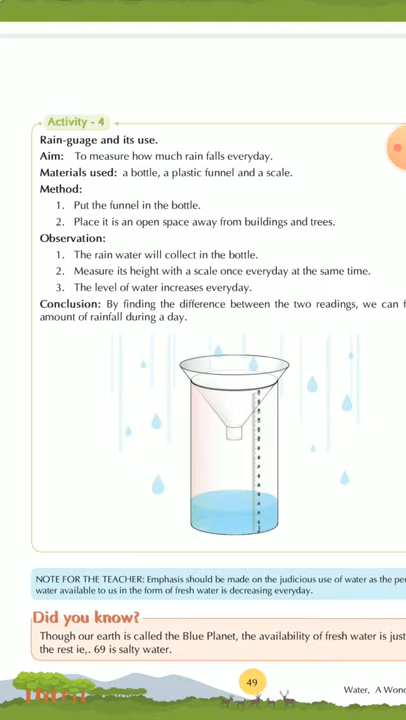 Activity - 4
Rain-guage and its use.
Aim: To measure how much rain falls everyday.
Materials used: a bottle, a plastic funnel and a scale.
Method:
1. Put the funnel in the bottle.
2. Place it is an open space away from buildings and trees.
Observation:
1. The rain water will collect in the bottle.
2. Measure its height with a scale once everyday at the same time.
3. The level of water increases everyday.
Conclusion: By finding the difference between the two readings, we can
amount of rainfall during a day.
NOTE FOR THE TEACHER: Emphasis should be made on the judicious use of water as the
water available to us in the form of fresh water is decreasing everyday.
Did you know?
Though our earth is called the Blue Planet, the availability of fresh water is just
the rest ie,. 69 is salty water.
49
Water, A